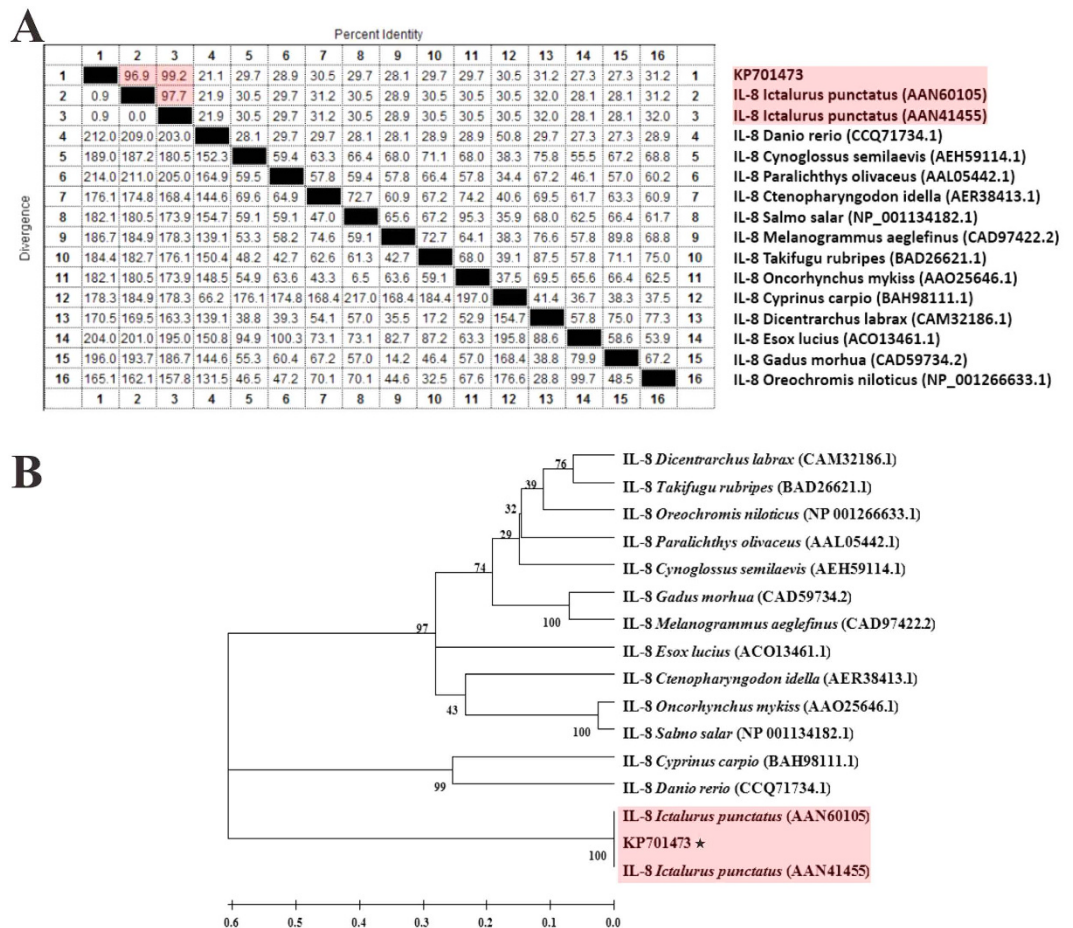 A
Percent Identity
1 2 3 4 5 6 7 8 9 10 11 12 13 14 15 16
1 96.9 99.2 21.1 29.7 28.9 30.5 29.7 28.1 29.7 29.7 30.5 31.2 27.3 27.3 31.2 1 KP701473
2 0.9 97.7 21.9 30.5 29.7 31.2 30.5 28.9 30.5 30.5 30.5 32.0 28.1 28.1 31.2 2 IL-8 Ictalurus punctatus (AAN60105)
3 0.9 0.0 21.9 30.5 29.7 31.2 30.5 28.9 30.5 30.5 30.5 32.0 28.1 28.1 32.0 3 IL-8 Ictalurus punctatus (AAN41455)
4 212.0 209.0 203.0 28.1 29.7 29.7 28.1 28.1 28.9 28.9 50.8 29.7 27.3 27.3 28.9 4 IL-8 Danio rerio (CCQ71734.1)
5 189.0 187.2 180.5 152.3 59.4 63.3 66.4 68.0 71.1 68.0 38.3 75.8 55.5 67.2 68.8 5 IL-8 Cynoglossus semilaevis (AEH59114.1)
6 214.0 211.0 205.0 164.9 59.5 57.8 59.4 57.8 66.4 57.8 34.4 67.2 46.1 57.0 60.2 6 IL-8 Paralichthys olivaceus (AAL05442.1)
7 176.1 174.8 168.4 144.6 69.6 64.9 72.7 60.9 67.2 74.2 40.6 69.5 61.7 63.3 60.9 7 IL-8 Ctenopharyngodon idella (AER38413.1)
8 182.1 180.5 173.9 154.7 59.1 59.1 47.0 65.6 67.2 95.3 35.9 68.0 62.5 66.4 61.7 8 IL-8 Salmo salar (NP_001134182.1)
9 186.7 184.9 178.3 139.1 53.3 58.2 74.6 59.1 72.7 64.1 38.3 76.6 57.8 89.8 68.8 9 IL-8 Melanogrammus aeglefinus (CAD97422.2)
10 184.4 182.7 176.1 150.4 48.2 42.7 62.6 61.3 42.7 68.0 39.1 87.5 57.8 71.1 75.0 10 IL-8 Takifugu rubripes (BAD26621.1)
11 182.1 180.5 173.9 148.5 54.9 63.6 43.3 6.5 63.6 59.1 37.5 69.5 65.6 66.4 62.5 11 IL-8 Oncorhynchus mykiss (AAO25646.1)
12 178.3 184.9 178.3 66.2 176.1 174.8 168.4 217.0 168.4 184.4 197.0 41.4 36.7 38.3 37.5 12 IL-8 Cyprinus carpio (BAH98111.1)
13 170.5 169.5 163.3 139.1 38.8 39.3 54.1 57.0 35.5 17.2 52.9 154.7 57.8 75.0 77.3 13 IL-8 Dicentrarchus labrax (CAM32186.1)
14 204.0 201.0 195.0 150.8 94.9 100.3 73.1 73.1 82.7 87.2 63.3 195.8 88.6 58.6 53.9 14 IL-8 Esox lucius (ACO13461.1)
15 196.0 193.7 186.7 144.6 55.3 60.4 67.2 57.0 14.2 46.4 57.0 168.4 38.8 79.9 67.2 15 IL-8 Gadus morhua (CAD59734.2)
16 165.1 162.1 157.8 131.5 46.5 47.2 70.1 70.1 44.6 32.5 67.6 176.6 28.8 99.7 48.5 16 IL-8 Oreochromis niloticus (NP_001266633.1)
1 2 3 4 5 6 7 8 9 10 11 12 13 14 15 16
Divergence
B
IL-8 Dicentrarchus labrax (CAM32186.1)
76
IL-8 Takifugu rubripes (BAD26621.1)
39
IL-8 Oreochromis niloticus (NP 001266633.1)
32
IL-8 Paralichthys olivaceus (AAL05442.1)
29
IL-8 Cynoglossus semilaevis (AEH59114.1)
74
IL-8 Gadus morhua (CAD59734.2)
100
IL-8 Melanogrammus aeglefinus (CAD97422.2)
97
IL-8 Esox lucius (ACO13461.1)
IL-8 Ctenopharyngodon idella (AER38413.1)
43
IL-8 Oncorhynchus mykiss (AAO25646.1)
100
IL-8 Salmo salar (NP 001134182.1)
IL-8 Cyprinus carpio (BAH98111.1)
99
IL-8 Danio rerio (CCQ71734.1)
IL-8 Ictalurus punctatus (AAN60105)
KP701473 ★
100
IL-8 Ictalurus punctatus (AAN41455)
0.6 0.5 0.4 0.3 0.2 0.1 0.0